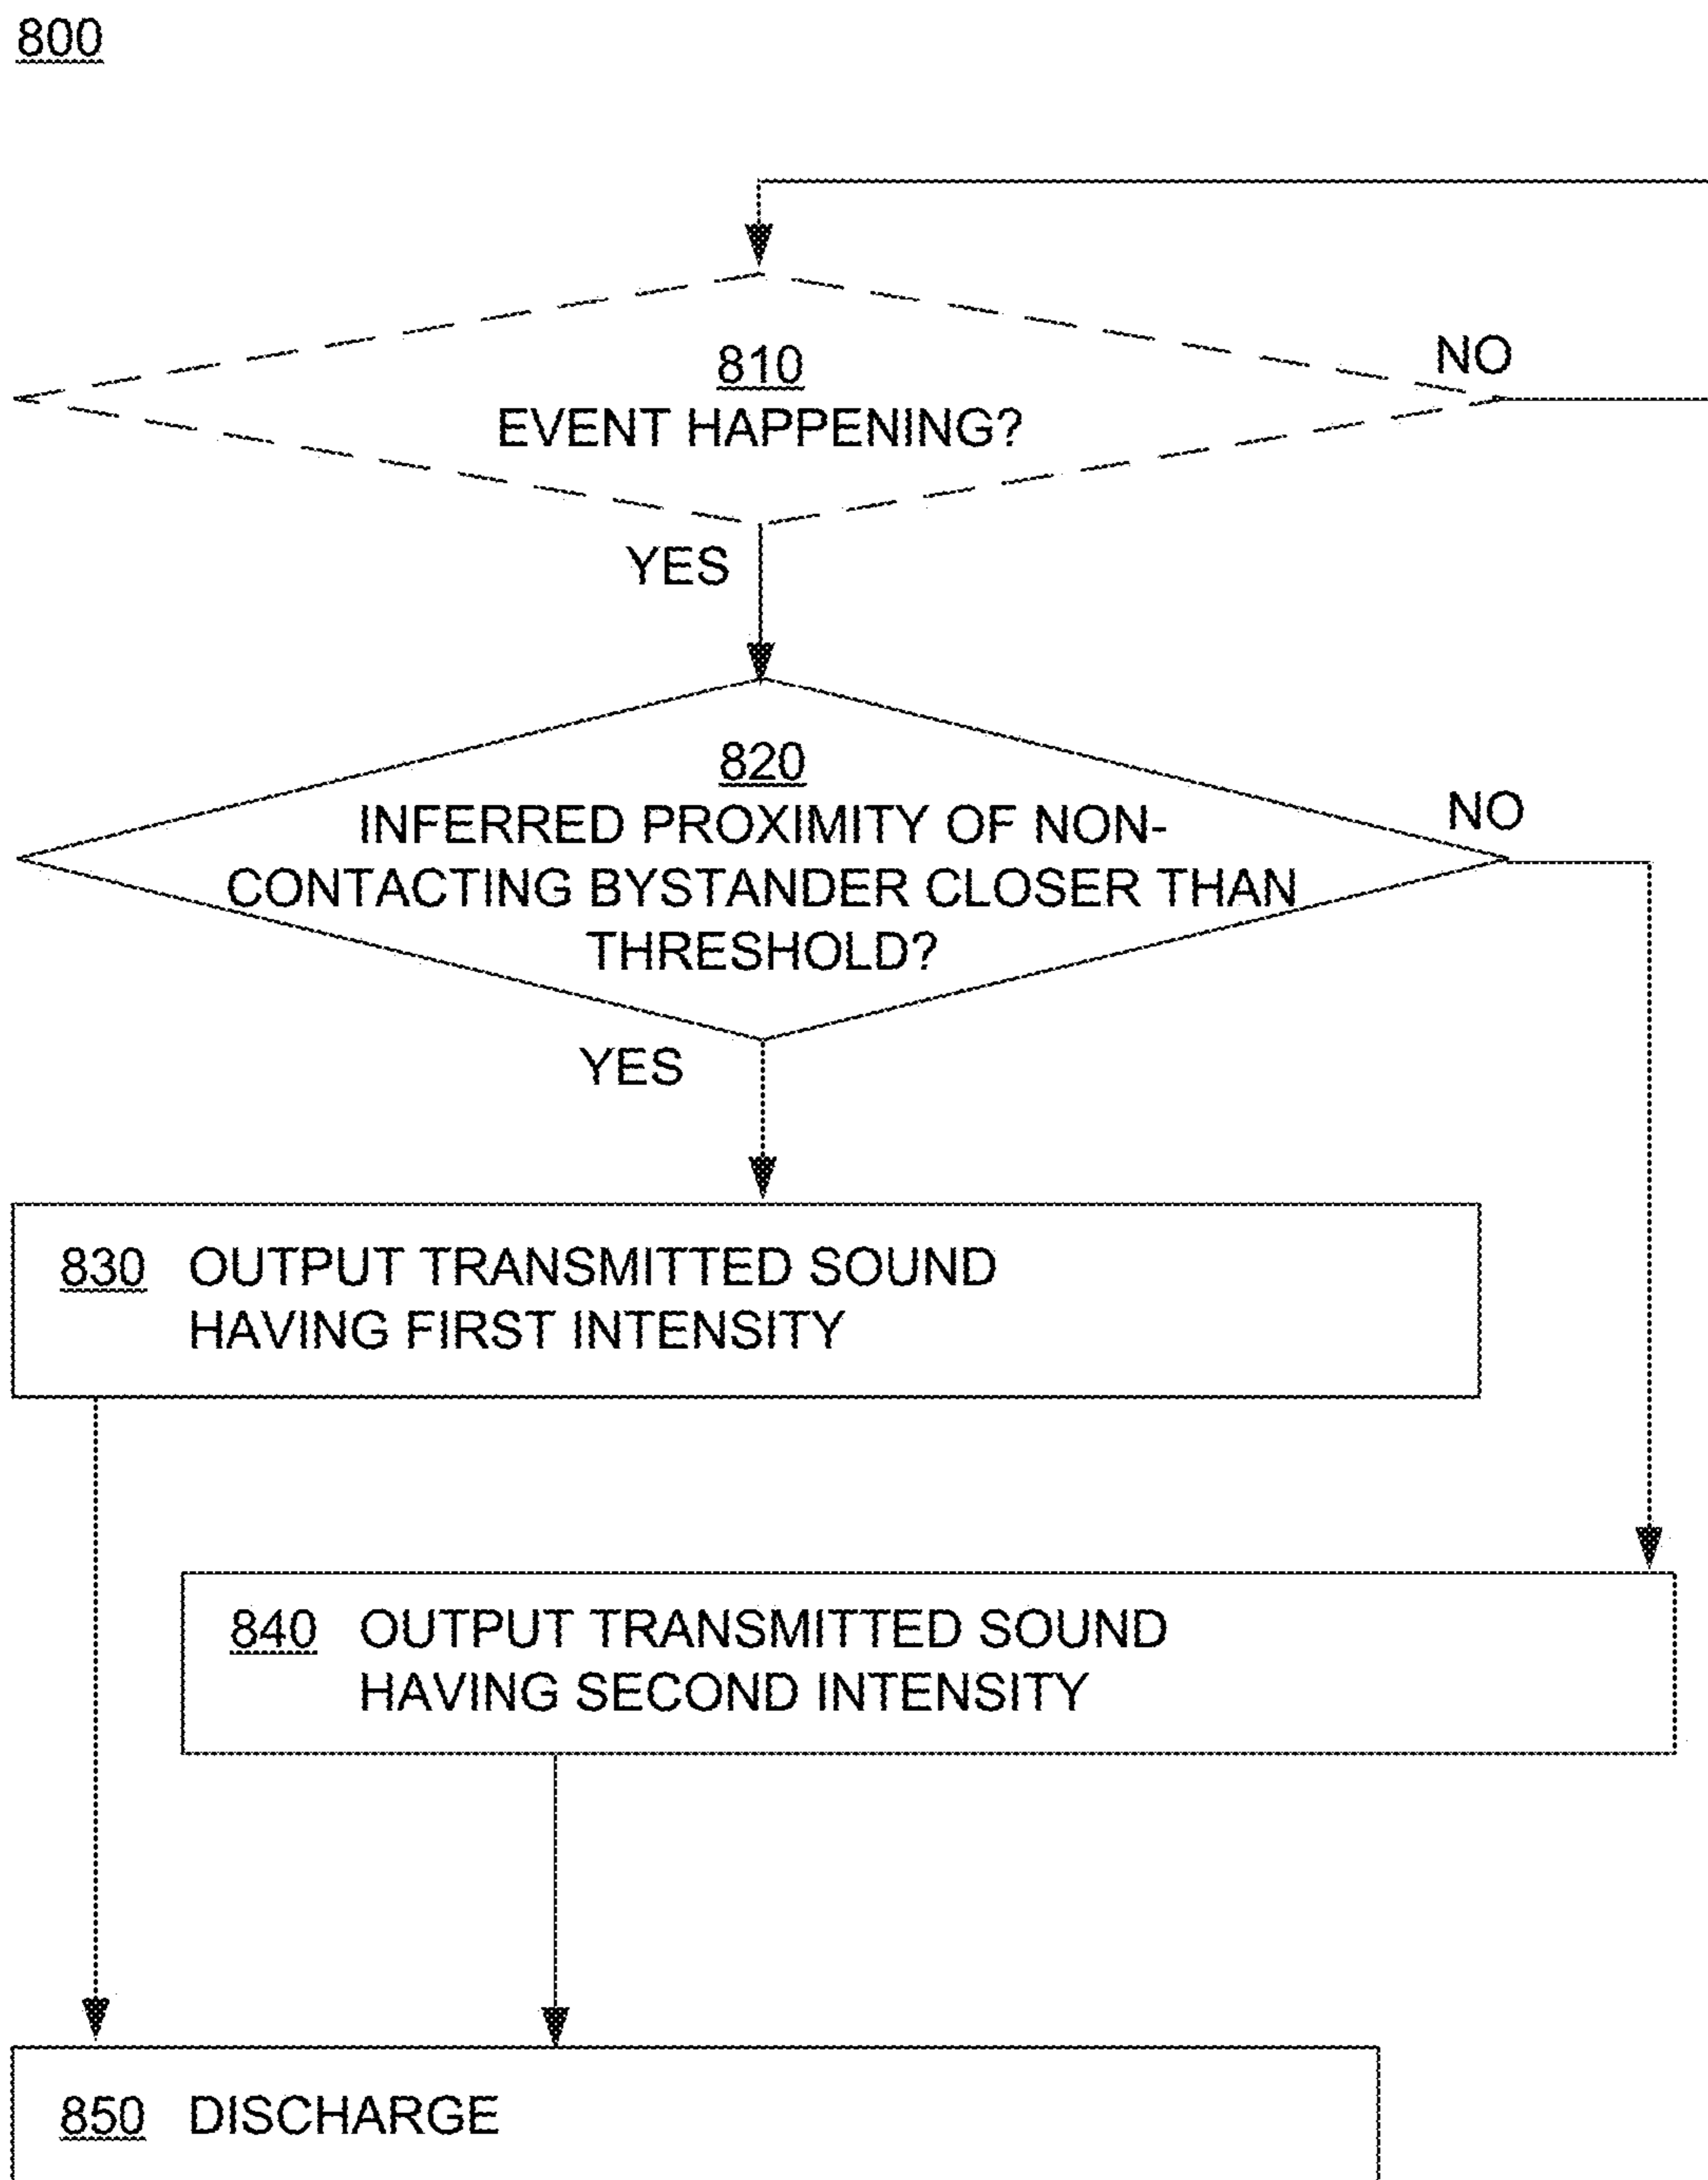 800
810
EVENT HAPPENING?
NO
YES
820
INFERRED PROXIMITY OF NON-
CONTACTING BYSTANDER CLOSER THAN
THRESHOLD?
NO
YES
830 OUTPUT TRANSMITTED SOUND
HAVING FIRST INTENSITY
840 OUTPUT TRANSMITTED SOUND
HAVING SECOND INTENSITY
850 DISCHARGE